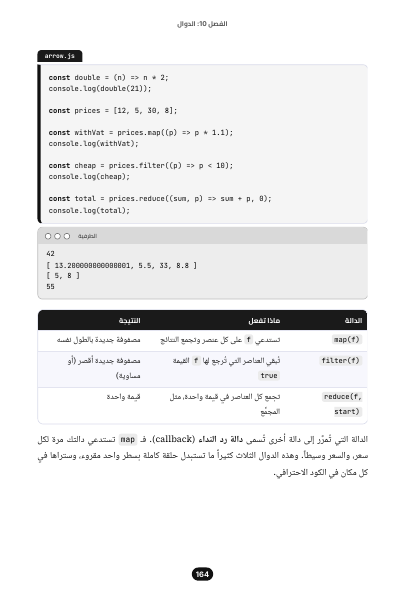 الفصل 10: الدوال
arrow.js
const double = (n) => n * 2;
console.log(double(21));
const prices = [12, 5, 30, 8];
const withVat = prices.map((p) => p * 1.1);
console.log(withVat);
const cheap = prices.filter((p) => p < 10);
console.log(cheap);
const total = prices.reduce((sum, p) => sum + p, 0);
console.log(total);
الطرفية
42
[ 13.200000000000001, 5.5, 33, 8.8 ]
[ 5, 8 ]
55
الدالة ماذا تفعل النتيجة
map(f) تستدعي f على كل عنصر وتجمع النتائج مصفوفة جديدة بالطول نفسه
filter(f) تُبقي العناصر التي تُرجع لها f القيمة مصفوفة جديدة أقصر (أو
true مساوية)
reduce(f, تجمع كل العناصر في قيمة واحدة، مثل قيمة واحدة
start) المجمَّع
الدالة التي تُمرَّر إلى دالة أخرى تُسمى دالة رد النداء (callback). فـ map تستدعي دالتك مرة لكل
سعر، والسعر وسيطاً. وهذه الدوال الثلاث كثيراً ما تستبدل حلقة كاملة بسطر واحد مقروء، وستراها في
كل مكان في الكود الاحترافي.
164